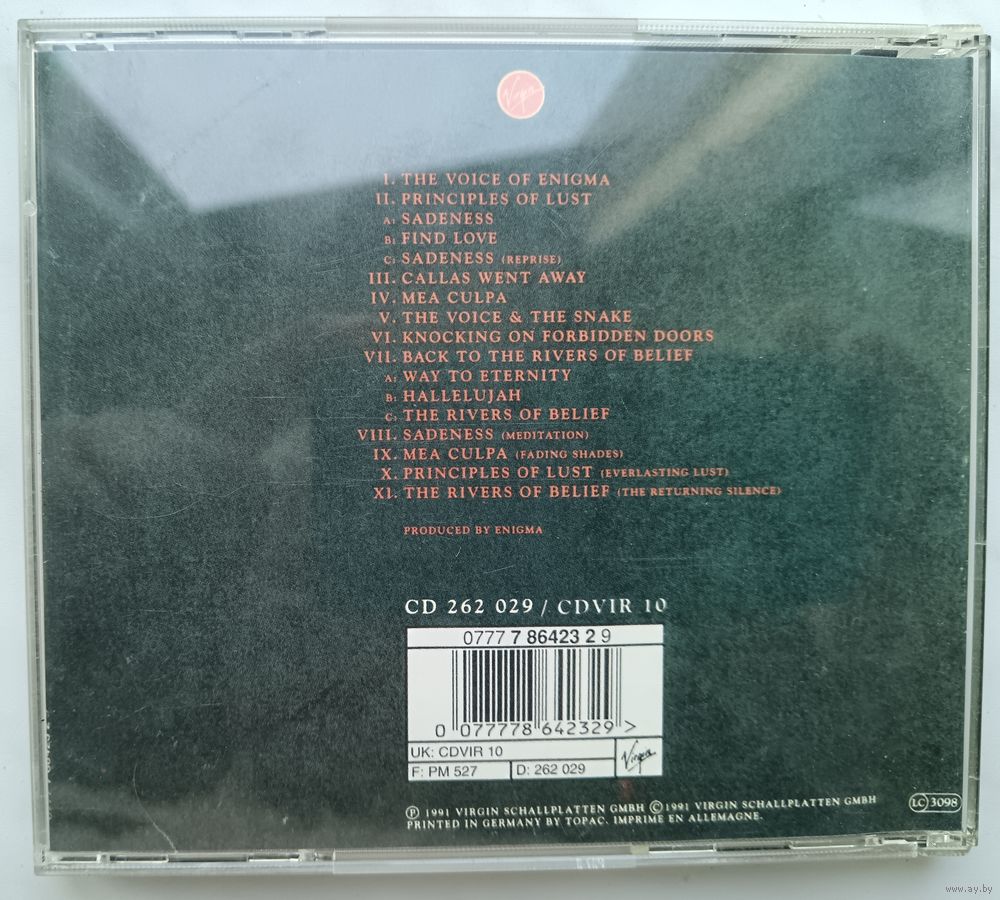 Virgin
I. THE VOICE OF ENIGMA
II. PRINCIPLES OF LUST
A: SADENESS
B: FIND LOVE
C: SADENESS (REPRISE)
III. CALLAS WENT AWAY
IV. MEA CULPA
V. THE VOICE & THE SNAKE
VI. KNOCKING ON FORBIDDEN DOORS
VII. BACK TO THE RIVERS OF BELIEF
A: WAY TO ETERNITY
B: HALLELUJAH
C: THE RIVERS OF BELIEF
VIII. SADENESS (MEDITATION)
IX. MEA CULPA (FADING SHADES)
X. PRINCIPLES OF LUST (EVERLASTING LUST)
XI. THE RIVERS OF BELIEF (THE RETURNING SILENCE)
PRODUCED BY ENIGMA
CD 262 029 / CDVIR 10
0777 7 86423 2 9
0 077778 642329 >
UK: CDVIR 10
F: PM 527 D: 262 029 Virgin
Ⓟ 1991 VIRGIN SCHALLPLATTEN GMBH © 1991 VIRGIN SCHALLPLATTEN GMBH LC 3098
PRINTED IN GERMANY BY TOPAC. IMPRIME EN ALLEMAGNE.
www.ay.by